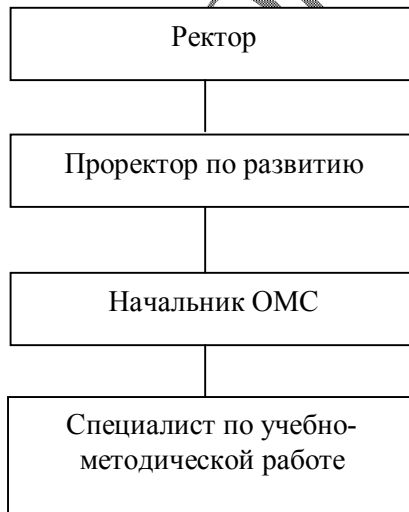 Ректор
Проректор по развитию
Начальник ОМС
Специалист по учебно-
методической работе